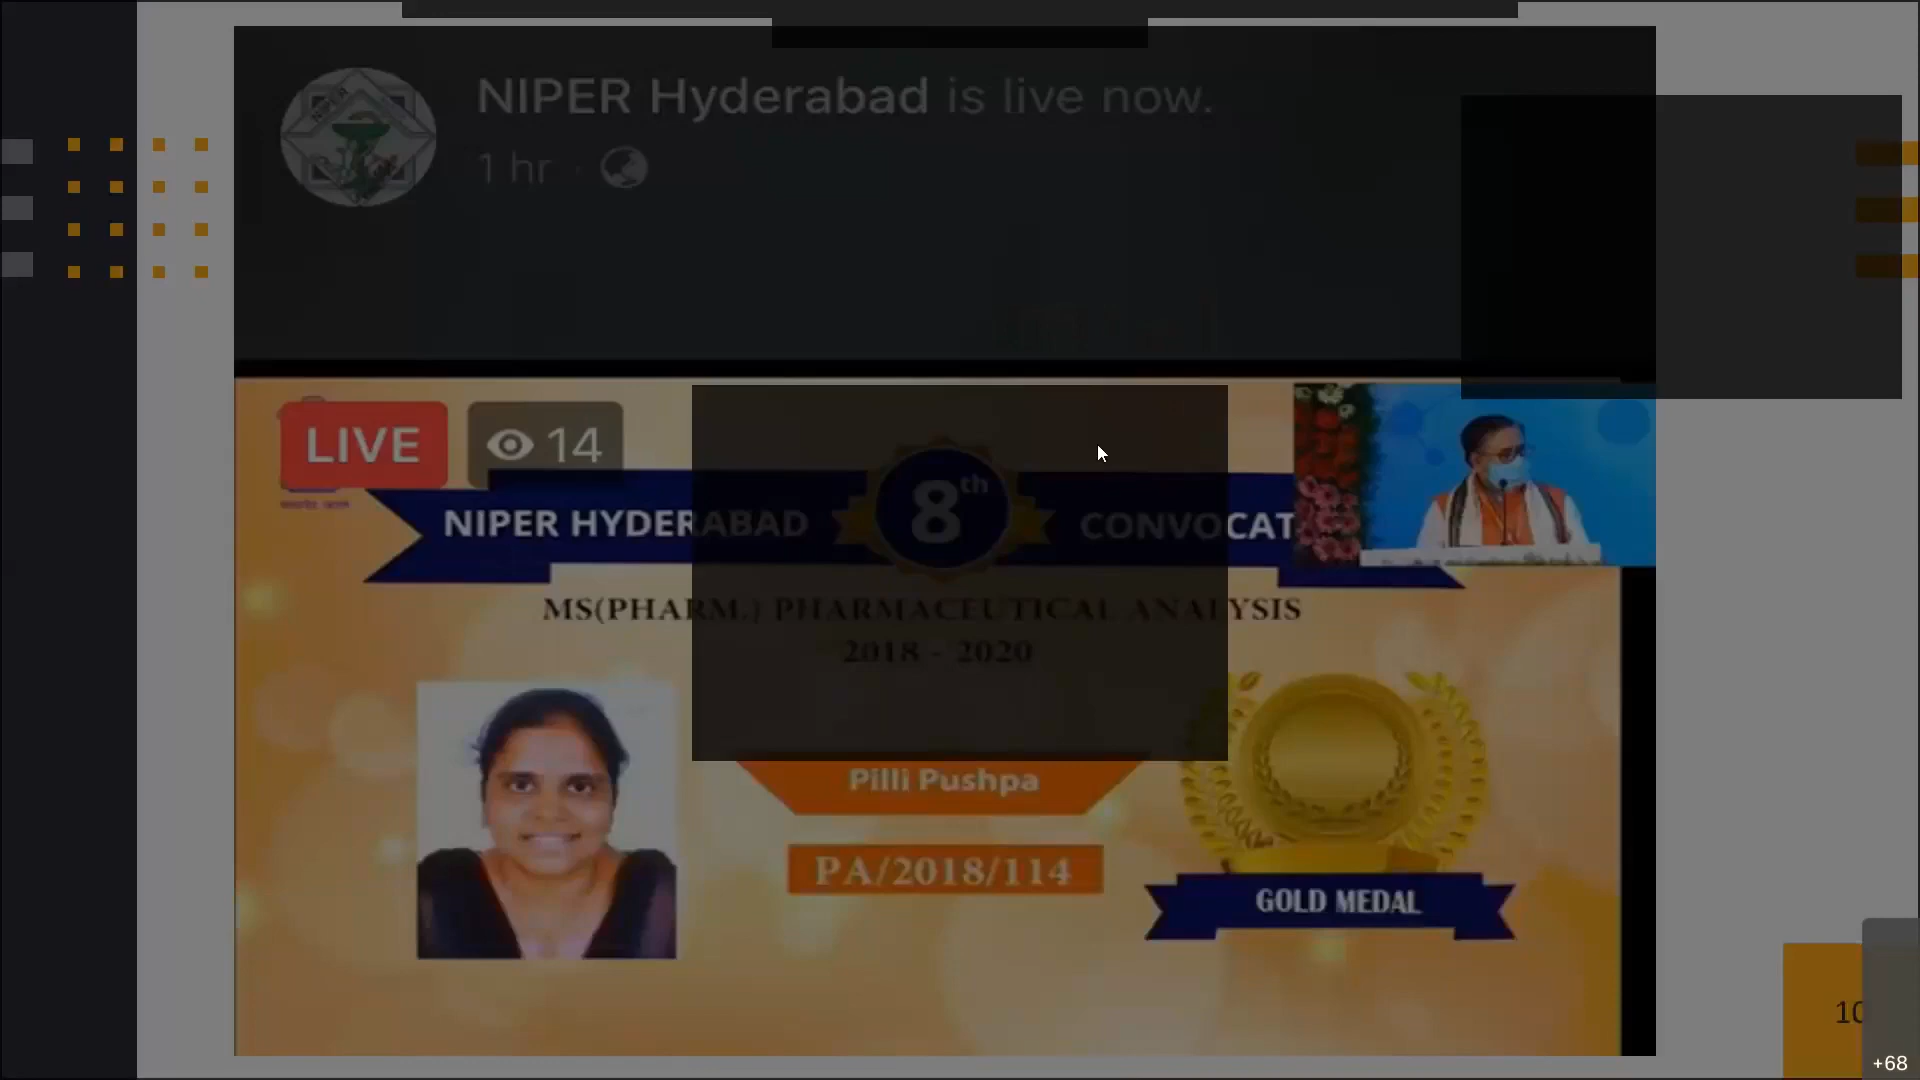 NIPER Hyderabad is live now.
1 hr ·
LIVE
14
NIPER HYDERABAD 8th CONVOCAT
MS(PHARM.) PHARMACEUTICAL ANALYSIS
2018 - 2020
Pilli Pushpa
PA/2018/114
GOLD MEDAL
10
+68